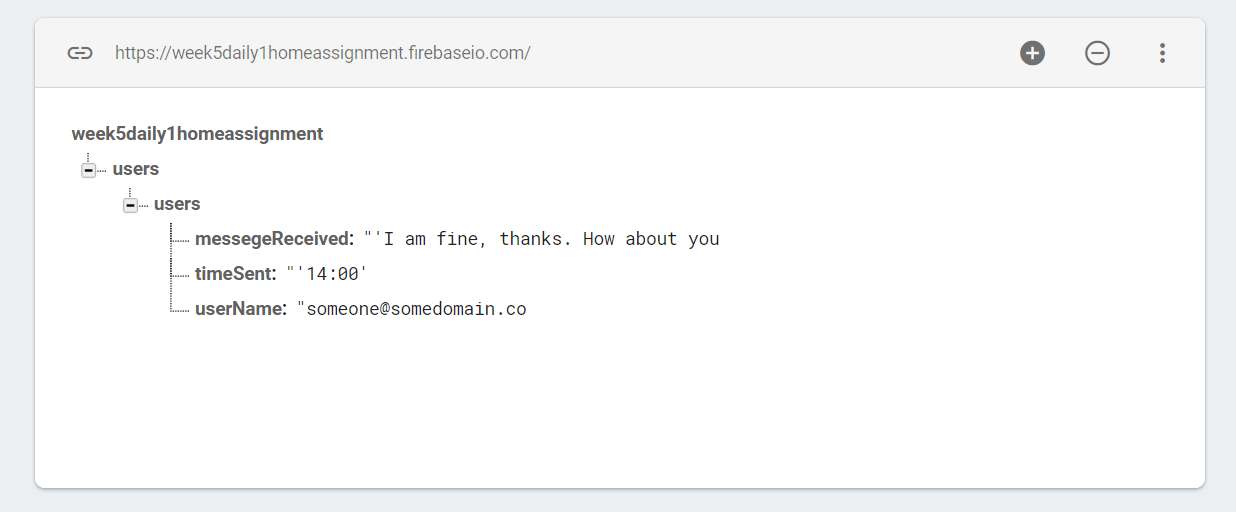 https://week5daily1homeassignment.firebaseio.com/
week5daily1homeassignment
users
users
messegeReceived: "'I am fine, thanks. How about you
timeSent: "'14:00'
userName: "someone@somedomain.co